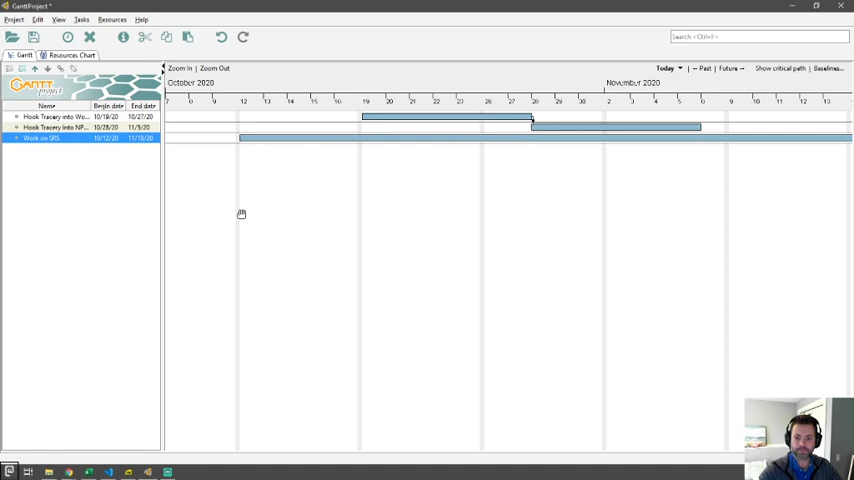 GanttProject *
Project Edit View Tasks Resources Help
Search <Ctrl+F>
Gantt Resources Chart
Zoom In | Zoom Out
Today | ←Past Future→ Show critical path Baselines...
GANTT project
October 2020 November 2020
Name Begin date End date
7 8 9 12 13 14 15 16 19 20 21 22 23 26 27 28 29 30 2 3 4 5 6 9 10 11 12 13
Hook Tracery into Wo... 10/19/20 10/27/20
Hook Tracery into NP... 10/28/20 11/5/20
Work on SRS 10/12/20 11/18/20